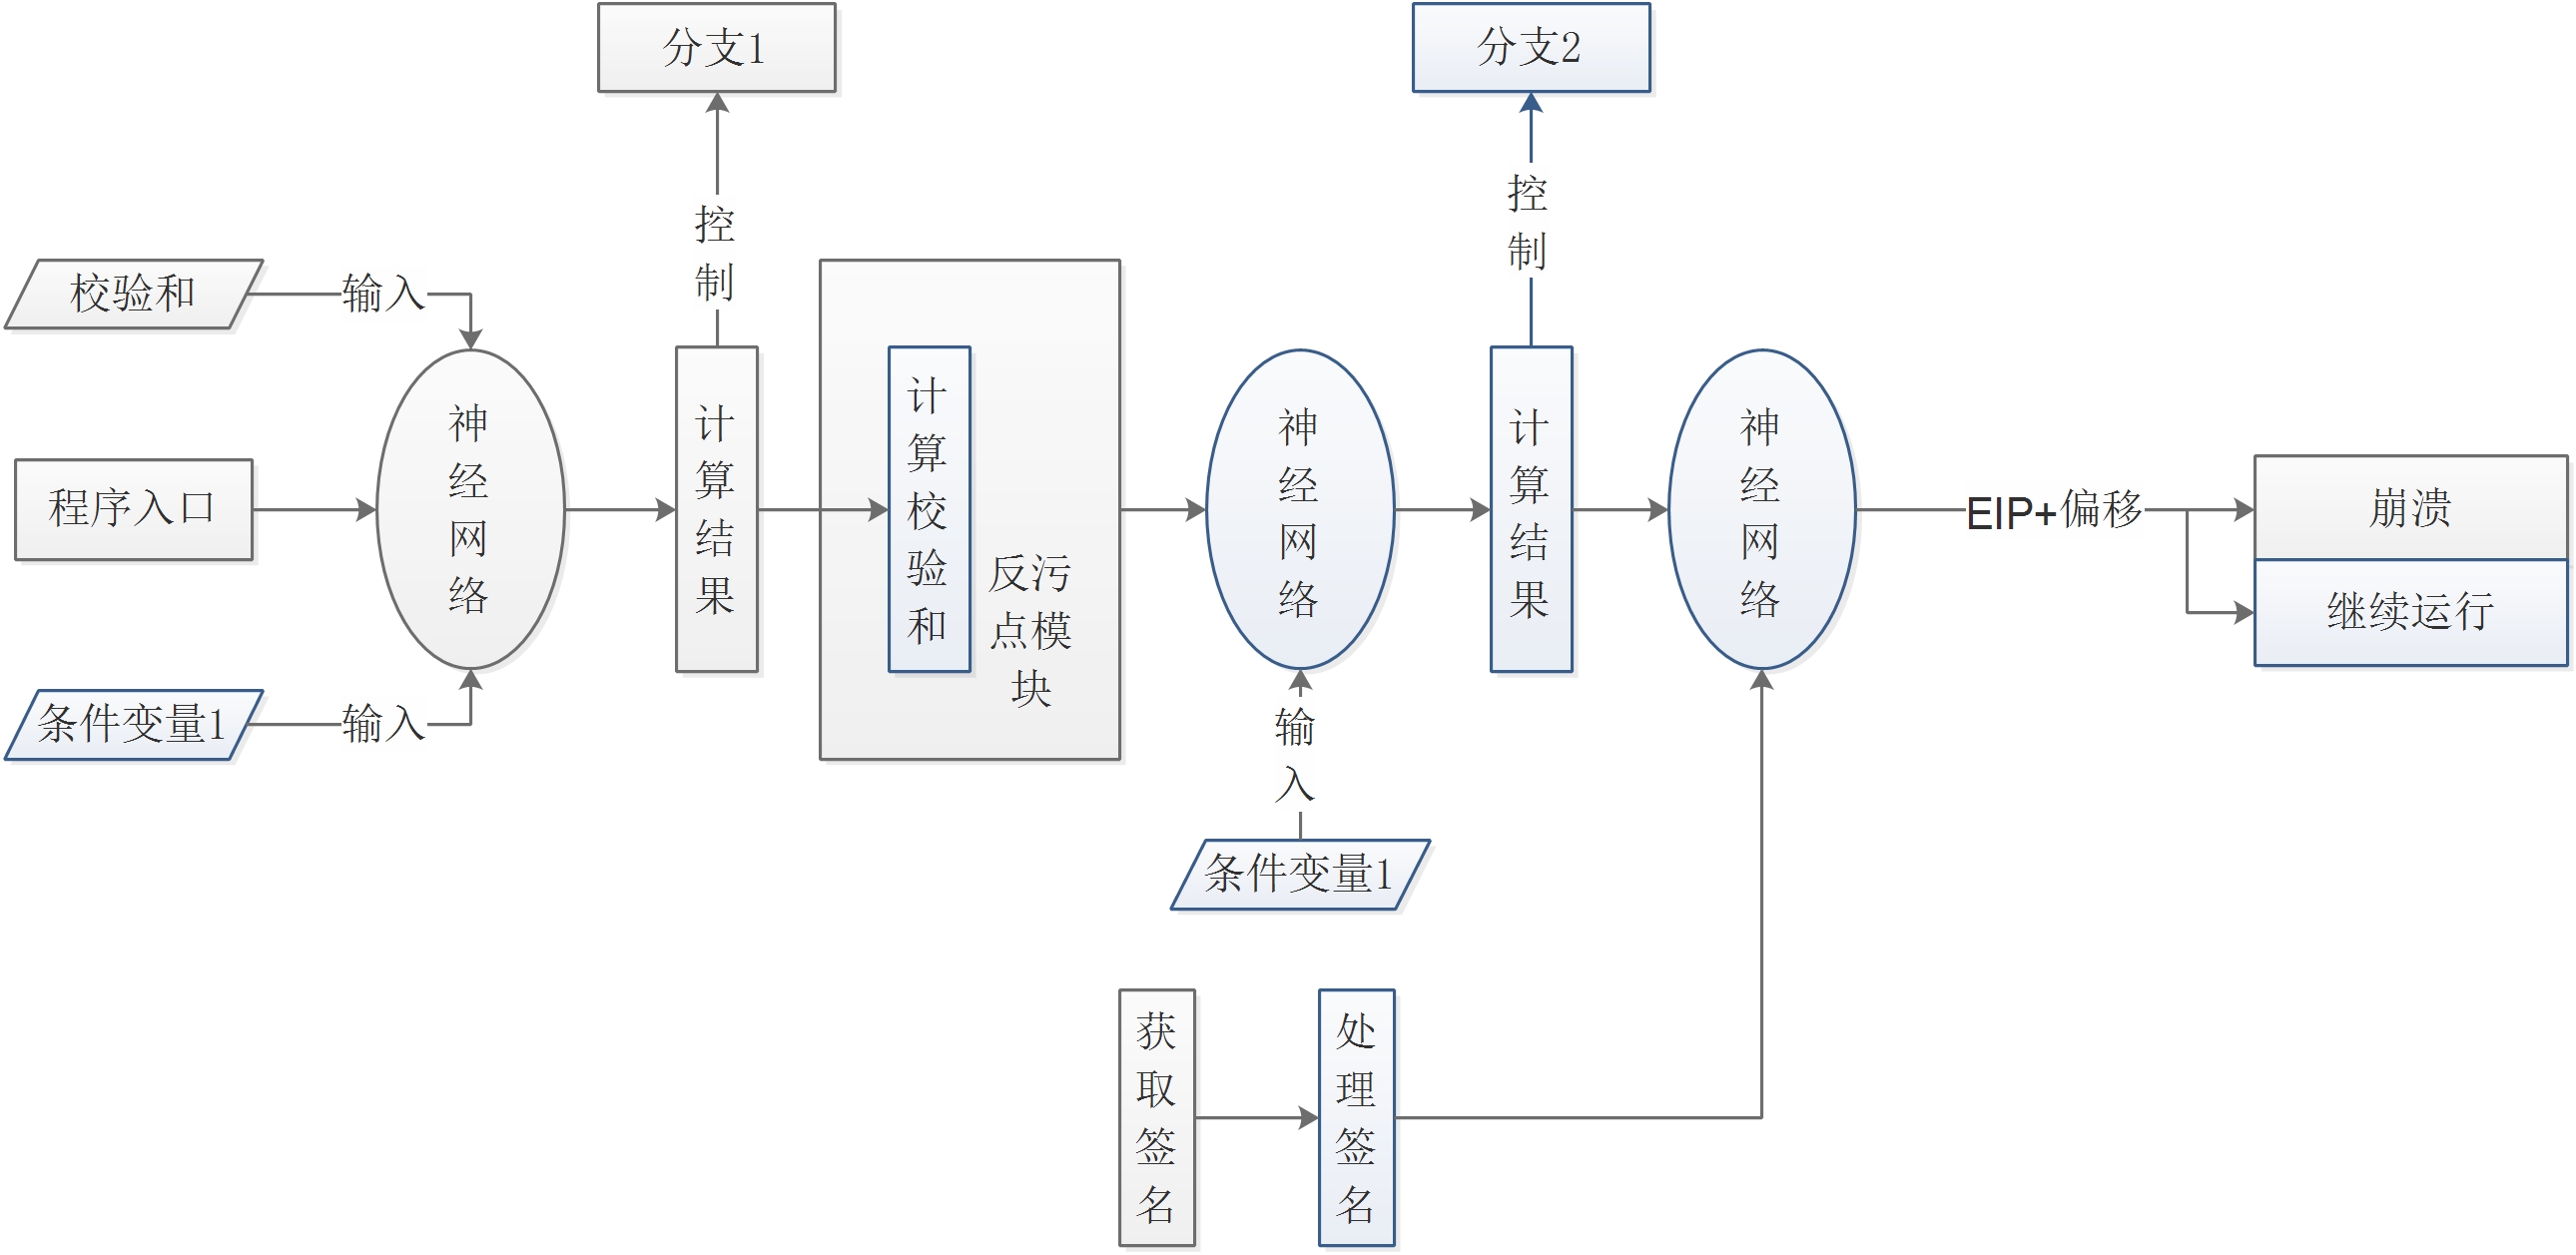 分支1
分支2
控制
控制
校验和
输入
程序入口
神经网络
计算结果
计算校验和
反污
点模
块
神经网络
计算结果
神经网络
EIP+偏移
崩溃
继续运行
条件变量1
输入
输入
条件变量1
获取签名
处理签名